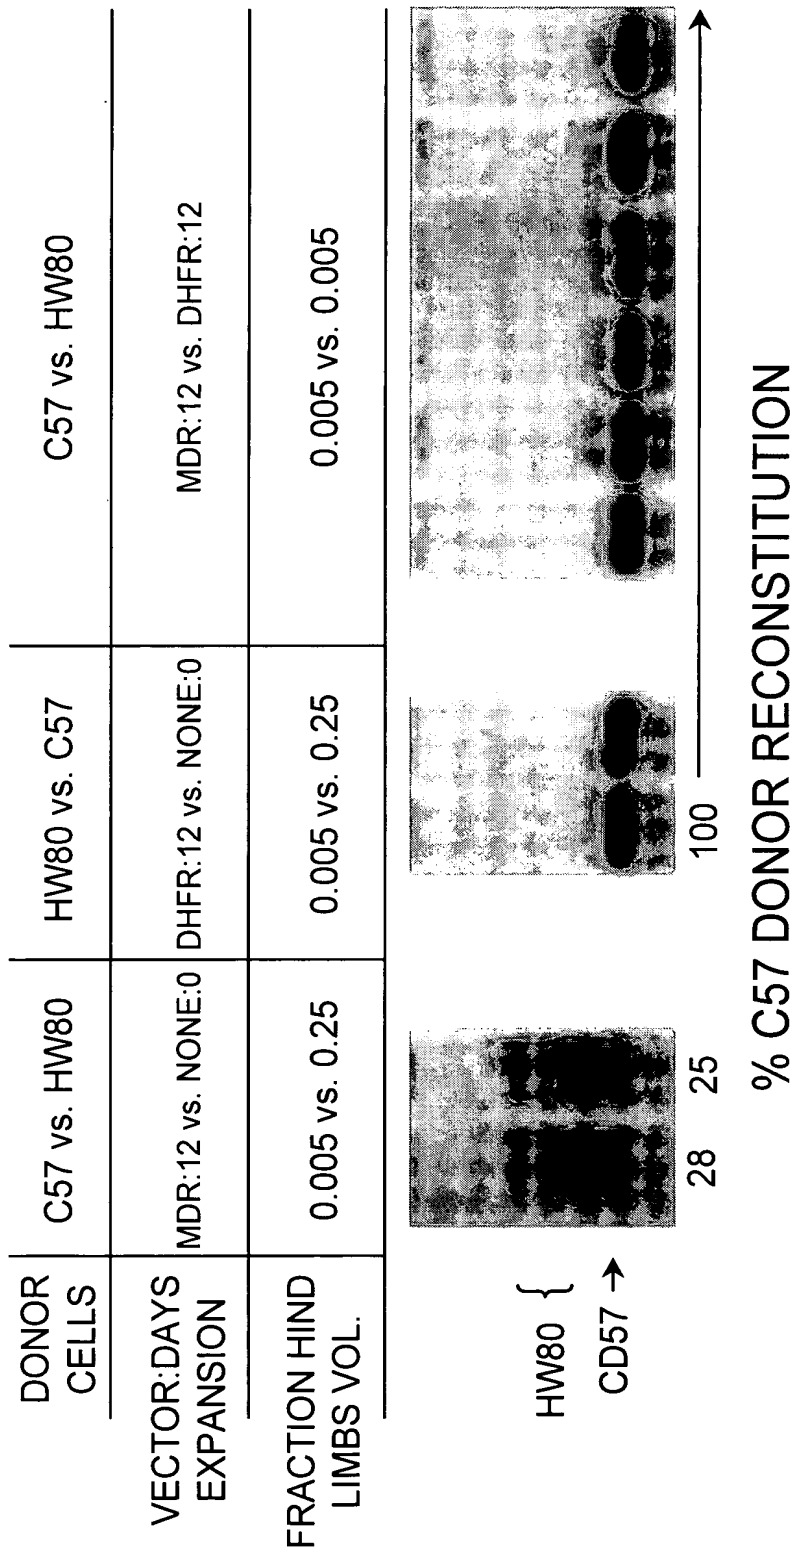 DONOR
CELLS
C57 vs. HW80
HW80 vs. C57
C57 vs. HW80
VECTOR:DAYS
EXPANSION
MDR:12 vs. NONE:0
DHFR:12 vs. NONE:0
MDR:12 vs. DHFR:12
FRACTION HIND
LIMBS VOL.
0.005 vs. 0.25
0.005 vs. 0.25
0.005 vs. 0.005
HW80 {
CD57 →
28
25
100
% C57 DONOR RECONSTITUTION